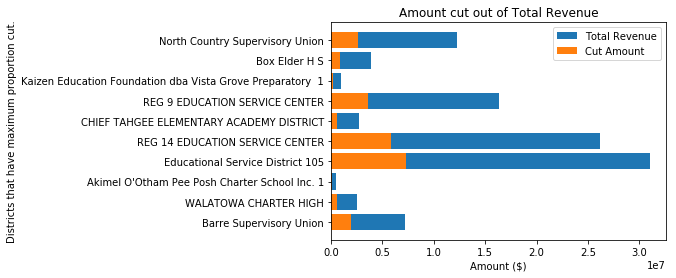 Amount cut out of Total Revenue
Districts that have maximum proportion cut.
North Country Supervisory Union
Box Elder H S
Kaizen Education Foundation dba Vista Grove Preparatory  1
REG 9 EDUCATION SERVICE CENTER
CHIEF TAHGEE ELEMENTARY ACADEMY DISTRICT
REG 14 EDUCATION SERVICE CENTER
Educational Service District 105
Akimel O'Otham Pee Posh Charter School Inc. 1
WALATOWA CHARTER HIGH
Barre Supervisory Union
Total Revenue
Cut Amount
0.0 0.5 1.0 1.5 2.0 2.5 3.0
1e7
Amount ($)